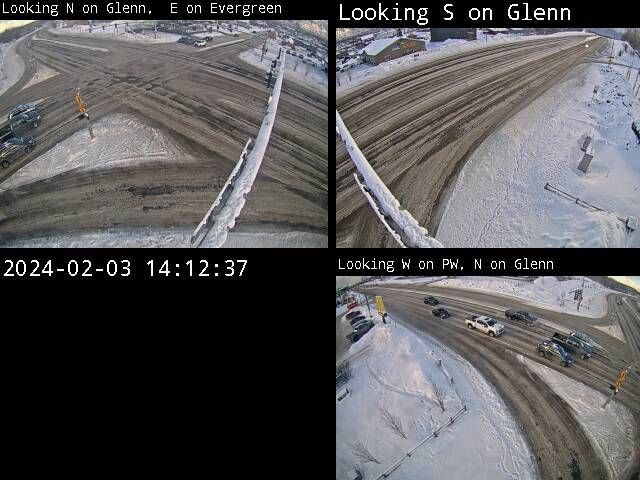 Looking N on Glenn,  E on Evergreen
Looking S on Glenn
2024-02-03 14:12:37
Looking W on PW, N on Glenn